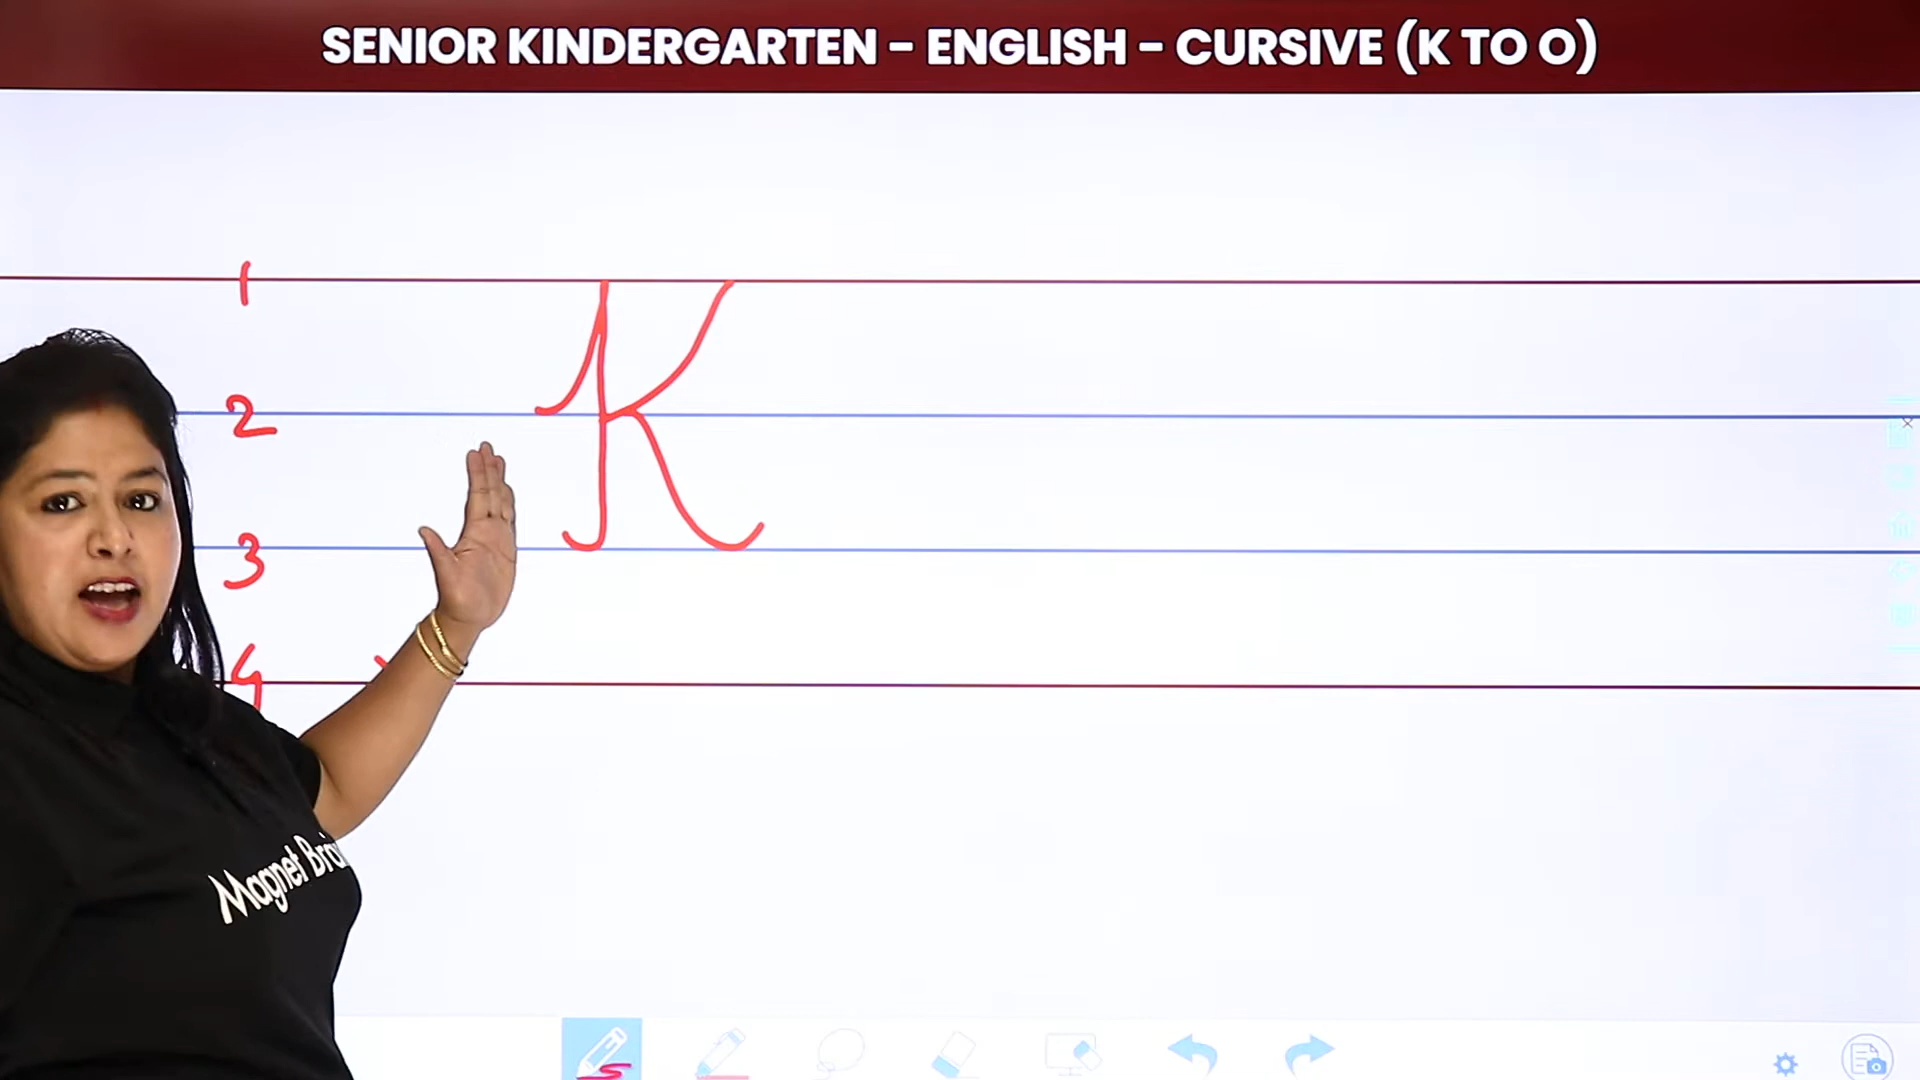 SENIOR KINDERGARTEN – ENGLISH – CURSIVE (K TO O)
1
K
2
3
4
Magnet Brai